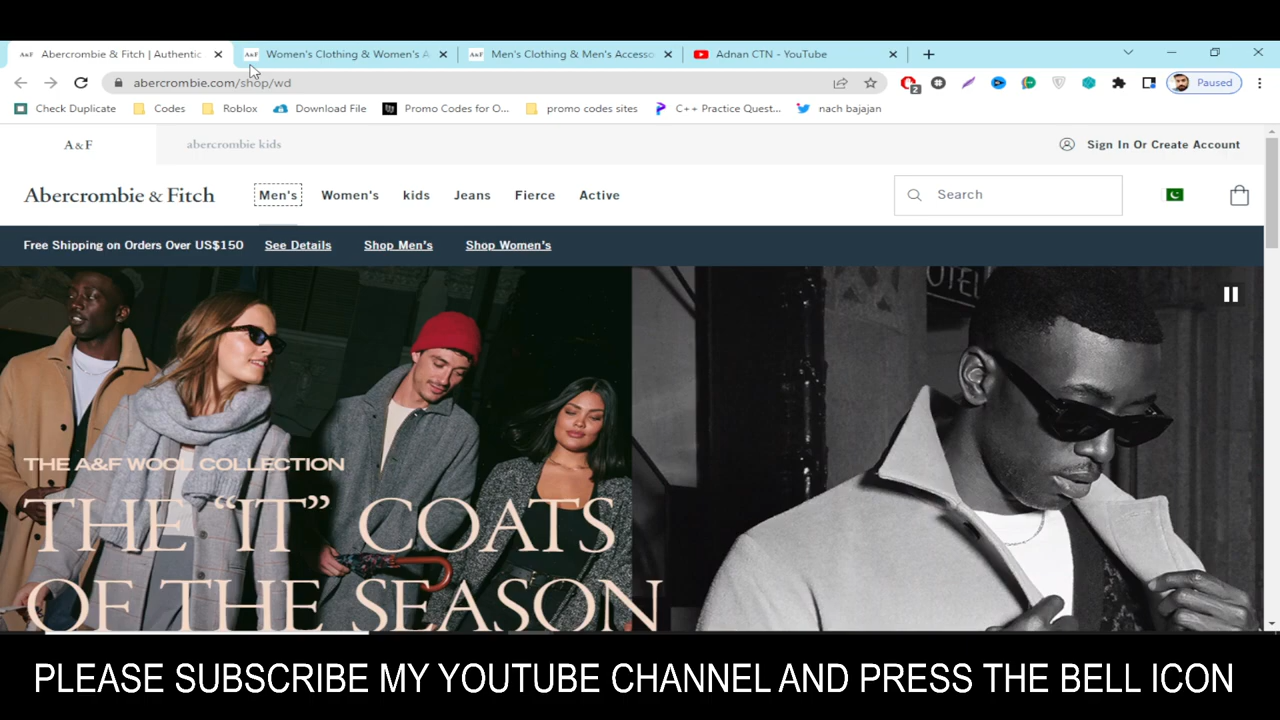 A&F Abercrombie & Fitch | Authentic
A&F Women's Clothing & Women's A
A&F Men's Clothing & Men's Accesso
Adnan CTN - YouTube
abercrombie.com/shop/wd
2
Paused
Check Duplicate
Codes
Roblox
Download File
Promo Codes for O...
promo codes sites
C++ Practice Quest...
nach bajajan
A&F
abercrombie kids
Sign In Or Create Account
Abercrombie & Fitch
Men's
Women's
kids
Jeans
Fierce
Active
Search
Free Shipping on Orders Over US$150
See Details
Shop Men's
Shop Women's
HOTEL
THE A&F WOOL COLLECTION
THE “IT” COATS
OF THE SEASON
PLEASE SUBSCRIBE MY YOUTUBE CHANNEL AND PRESS THE BELL ICON